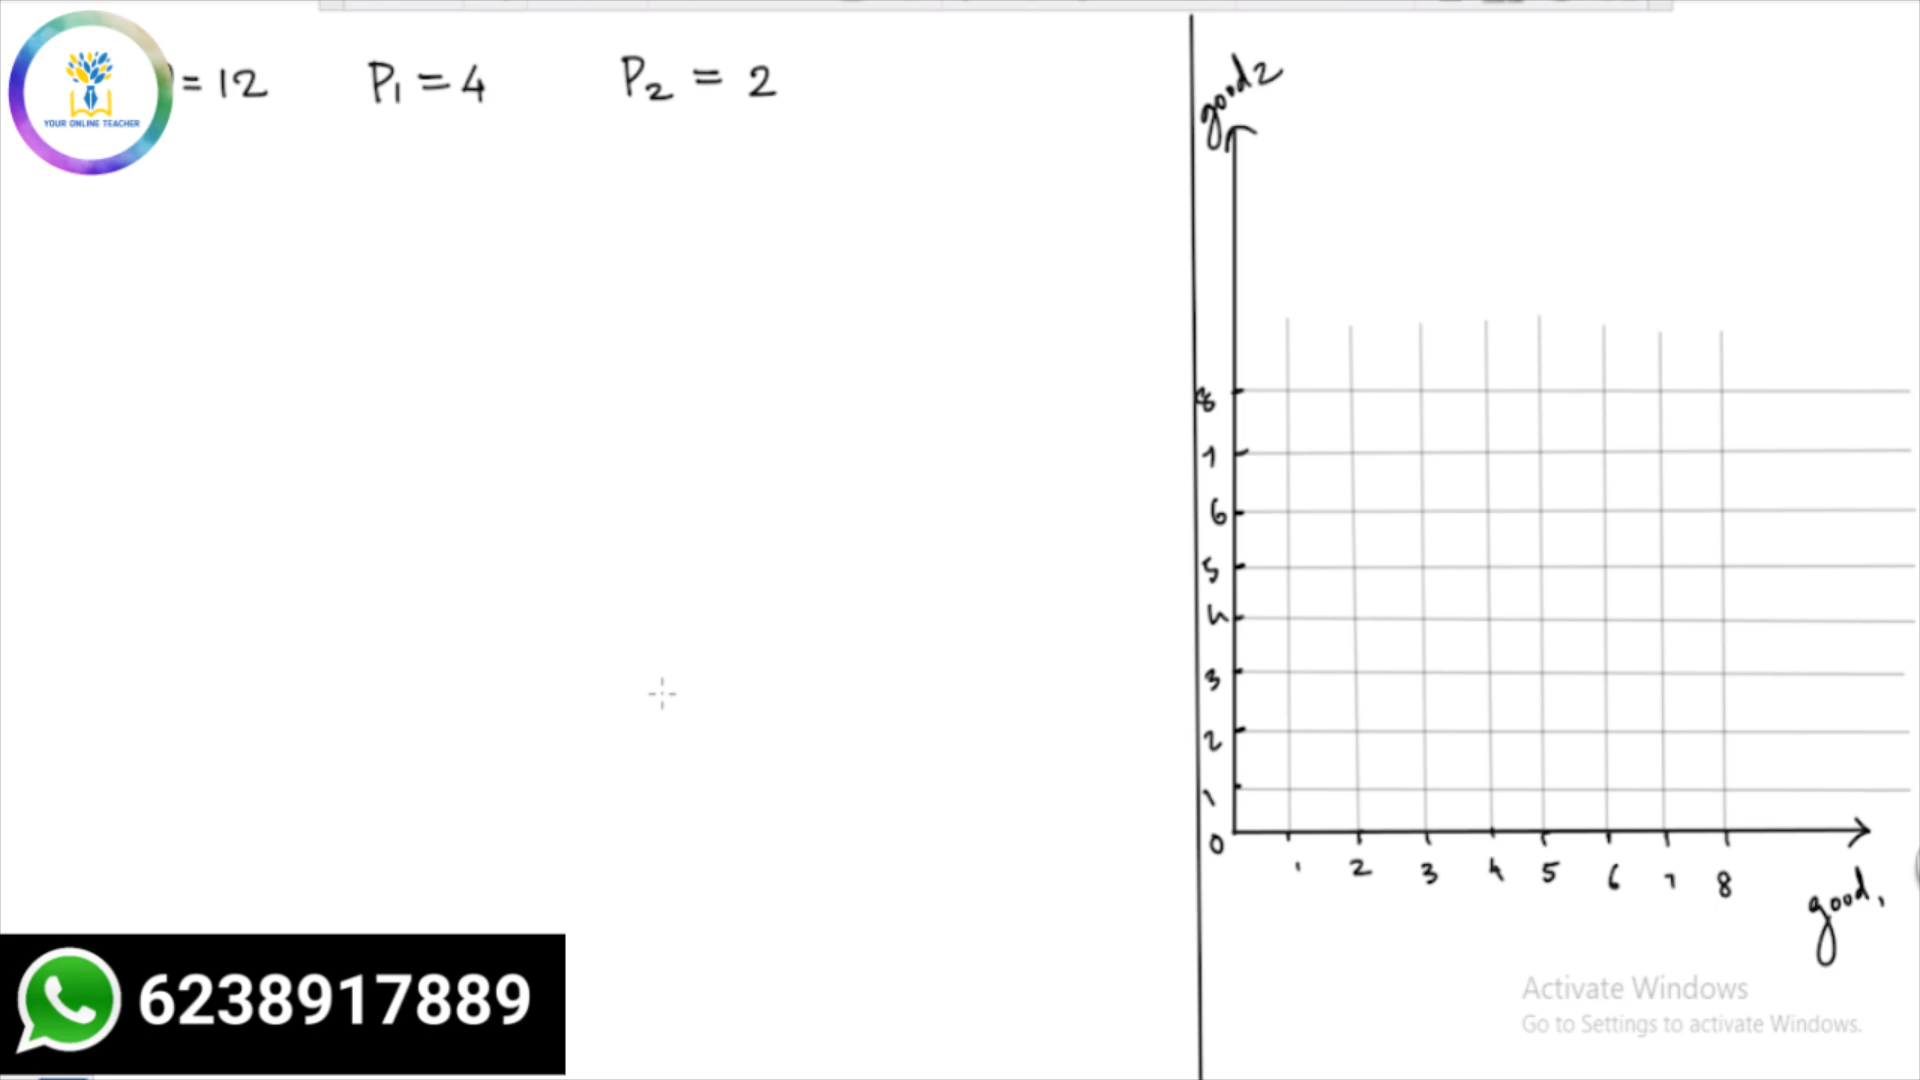 = 12 P₁ = 4 P₂ = 2
YOUR ONLINE TEACHER
good 2
8
7
6
5
4
3
2
1
0
1 2 3 4 5 6 7 8
good,
6238917889
Activate Windows
Go to Settings to activate Windows.